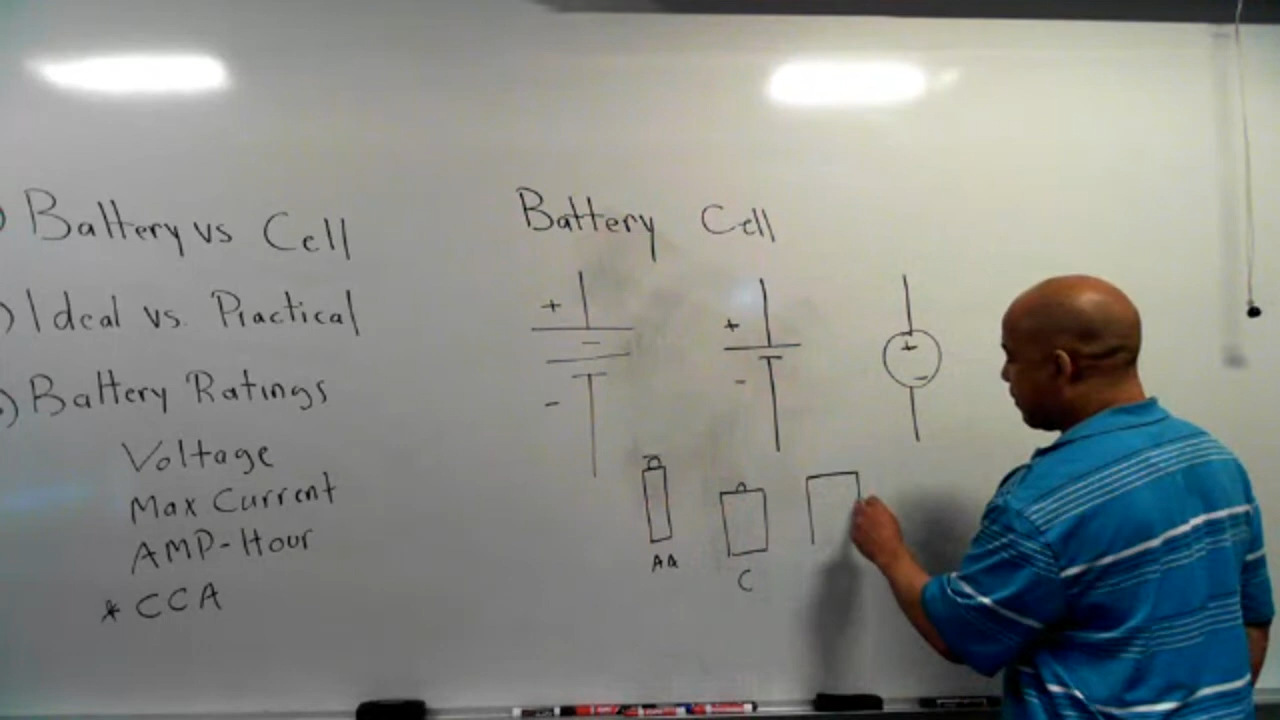 ) Battery vs Cell
) Ideal vs. Practical
) Battery Ratings
Voltage
Max Current
AMP-Hour
* CCA
Battery Cell
+ - -
+ -
+ -
AA
C